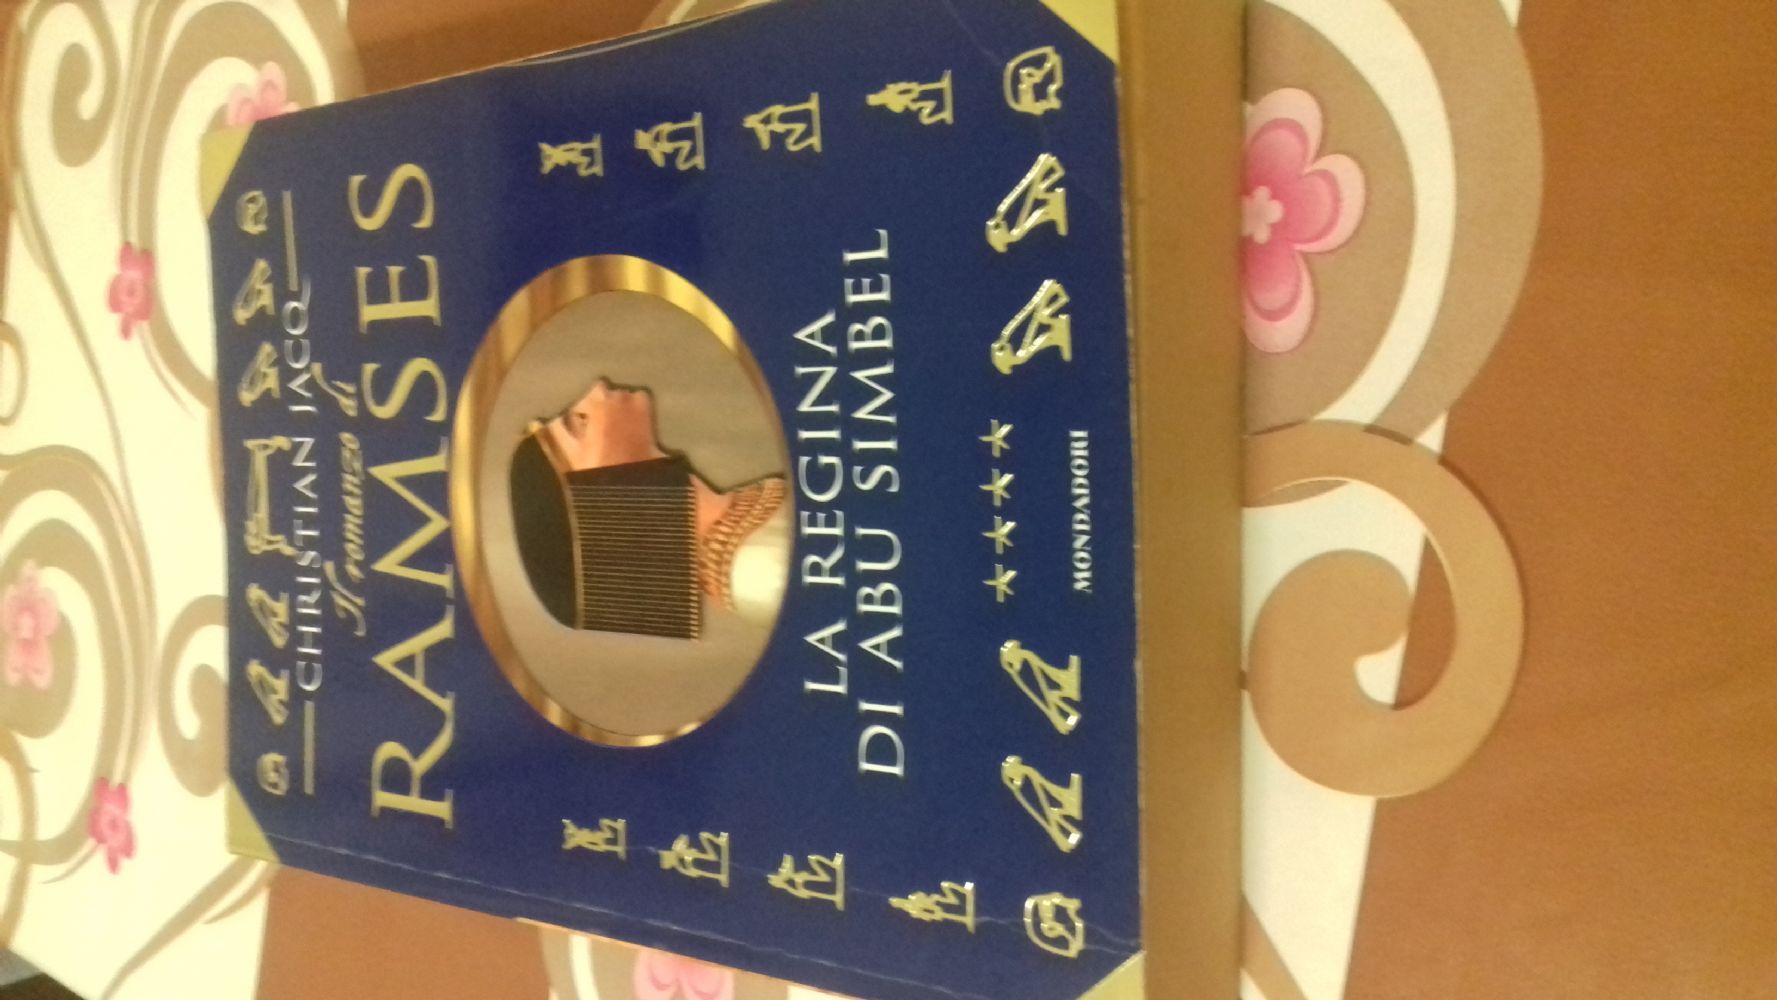 CHRISTIAN JACQ
Il romanzo di
RAMSES
LA REGINA
DI ABU SIMBEL
★★★★
MONDADORI